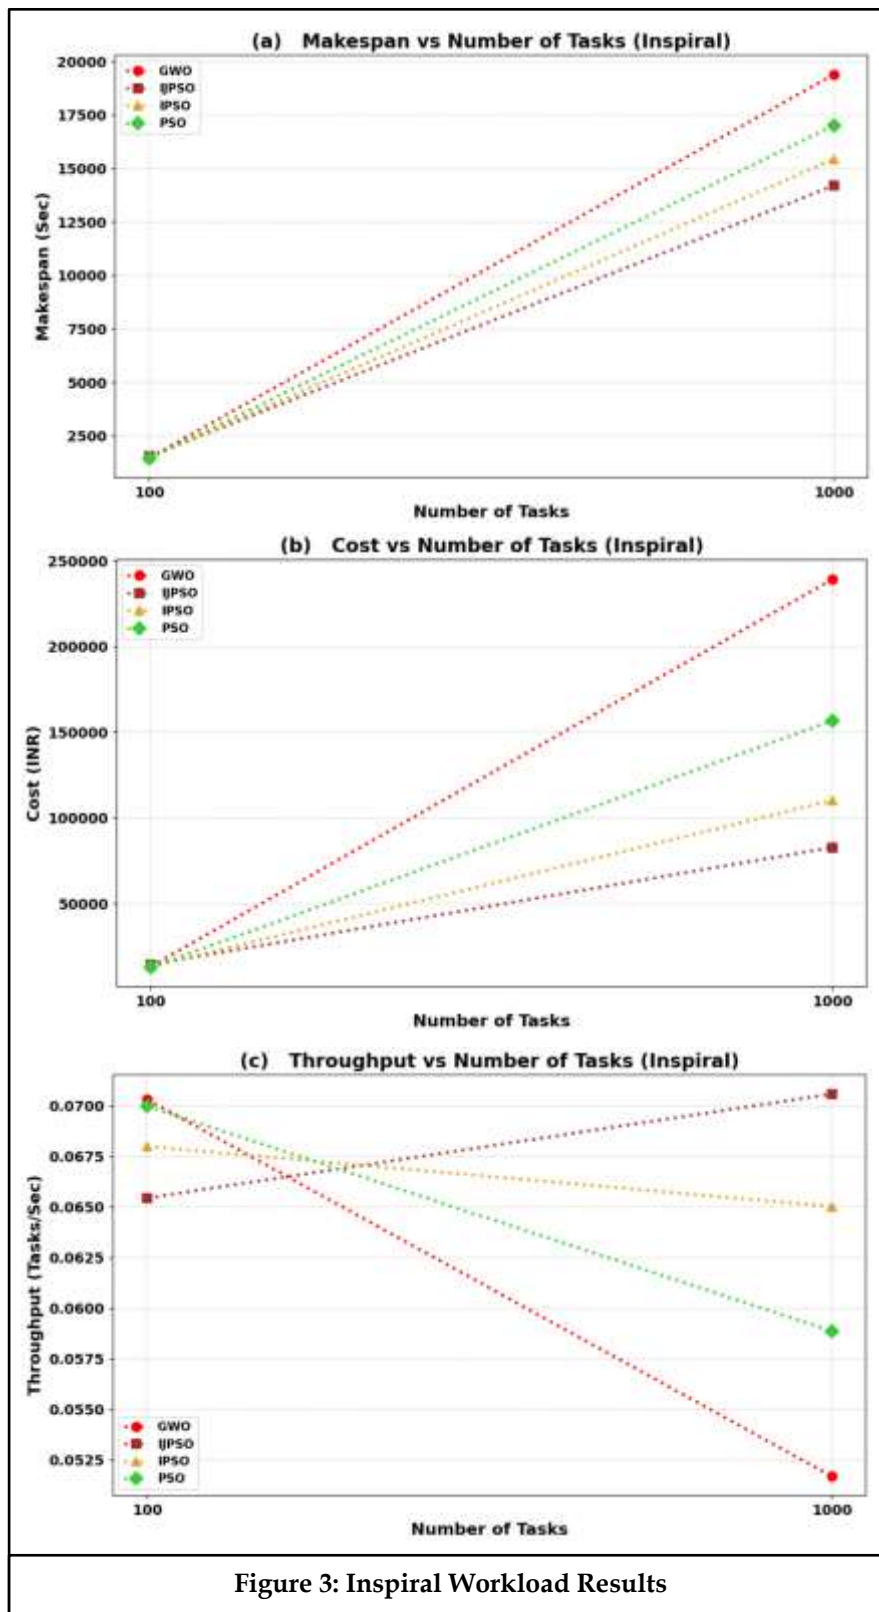 (a) Makespan vs Number of Tasks (Inspiral)
20000
17500
15000
12500
10000
7500
5000
2500
Makespan (Sec)
GWO
IJPSO
IPSO
PSO
100 1000
Number of Tasks
(b) Cost vs Number of Tasks (Inspiral)
250000
200000
150000
100000
50000
Cost (INR)
GWO
IJPSO
IPSO
PSO
100 1000
Number of Tasks
(c) Throughput vs Number of Tasks (Inspiral)
0.0700
0.0675
0.0650
0.0625
0.0600
0.0575
0.0550
0.0525
Throughput (Tasks/Sec)
GWO
IJPSO
IPSO
PSO
100 1000
Number of Tasks
Figure 3: Inspiral Workload Results